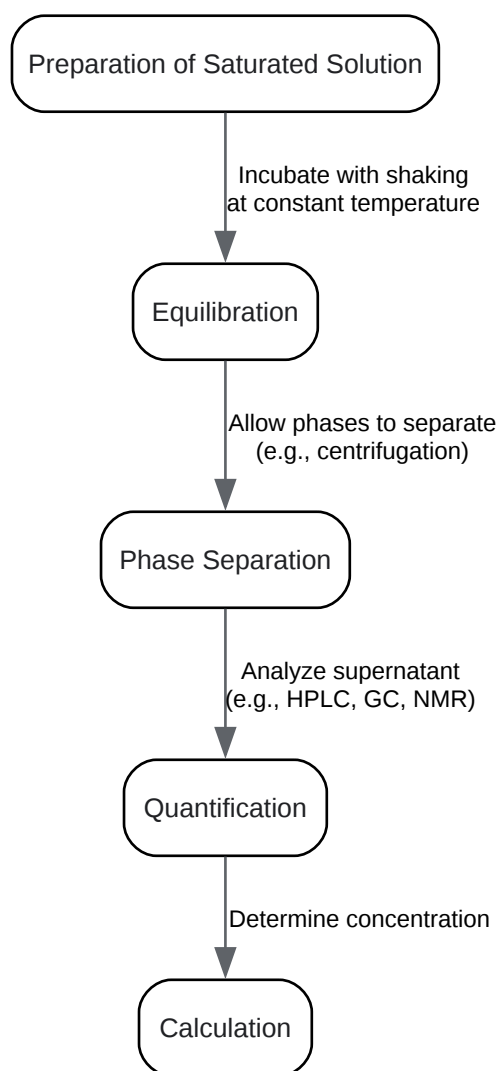 Preparation of Saturated Solution
Incubate with shaking
at constant temperature
Equilibration
Allow phases to separate
(e.g., centrifugation)
Phase Separation
Analyze supernatant
(e.g., HPLC, GC, NMR)
Quantification
Determine concentration
Calculation